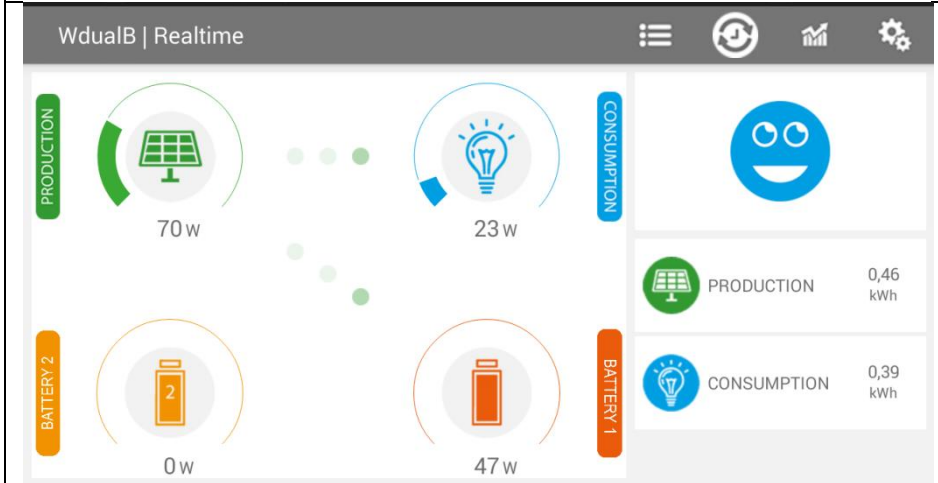 WdualB | Realtime
PRODUCTION
70 W
CONSUMPTION
23 W
BATTERY 2
2
0 W
BATTERY 1
47 W
PRODUCTION
0,46
kWh
CONSUMPTION
0,39
kWh